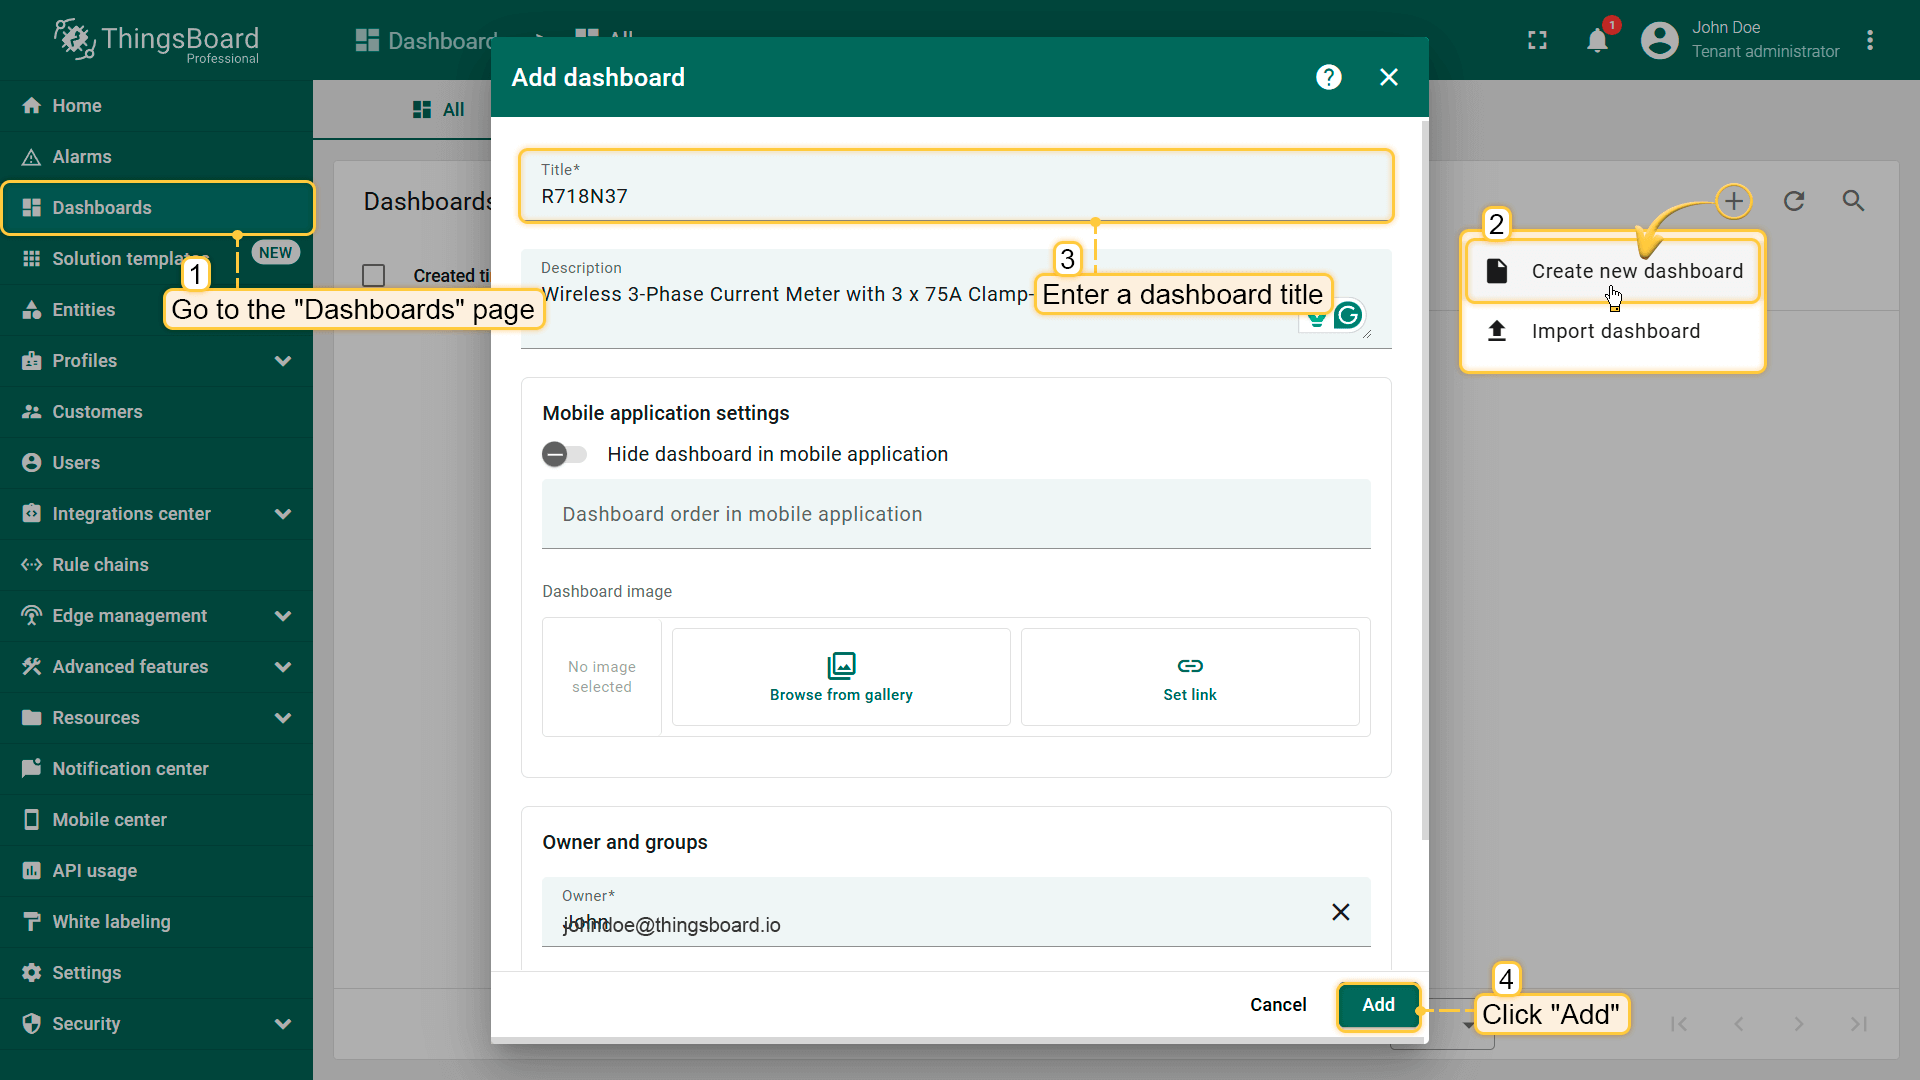 ThingsBoard
Professional
Dashboard
All
1
John Doe
Tenant administrator
Home
Alarms
Dashboards
Solution templates
NEW
Entities
Profiles
Customers
Users
Integrations center
Rule chains
Edge management
Advanced features
Resources
Notification center
Mobile center
API usage
White labeling
Settings
Security
1
Go to the "Dashboards" page
All
Dashboards
Created ti
Add dashboard
Title*
R718N37
3
Enter a dashboard title
Description
Wireless 3-Phase Current Meter with 3 x 75A Clamp-
Mobile application settings
Hide dashboard in mobile application
Dashboard order in mobile application
Dashboard image
No image
selected
Browse from gallery
Set link
Owner and groups
Owner*
johndoe@thingsboard.io
Cancel
Add
4
Click "Add"
2
Create new dashboard
Import dashboard